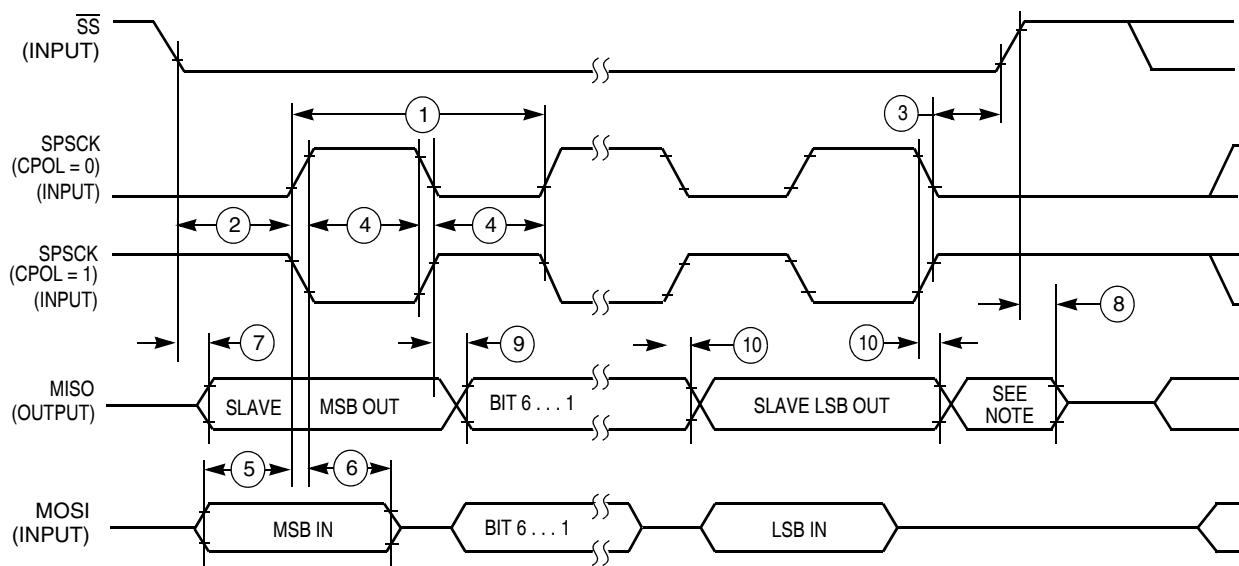 SS
(INPUT)
1
3
SPSCK
(CPOL = 0)
(INPUT)
2
4
4
SPSCK
(CPOL = 1)
(INPUT)
8
7
9
10
10
MISO
(OUTPUT)
SLAVE
MSB OUT
BIT 6 . . . 1
SLAVE LSB OUT
SEE
NOTE
5
6
MOSI
(INPUT)
MSB IN
BIT 6 . . . 1
LSB IN